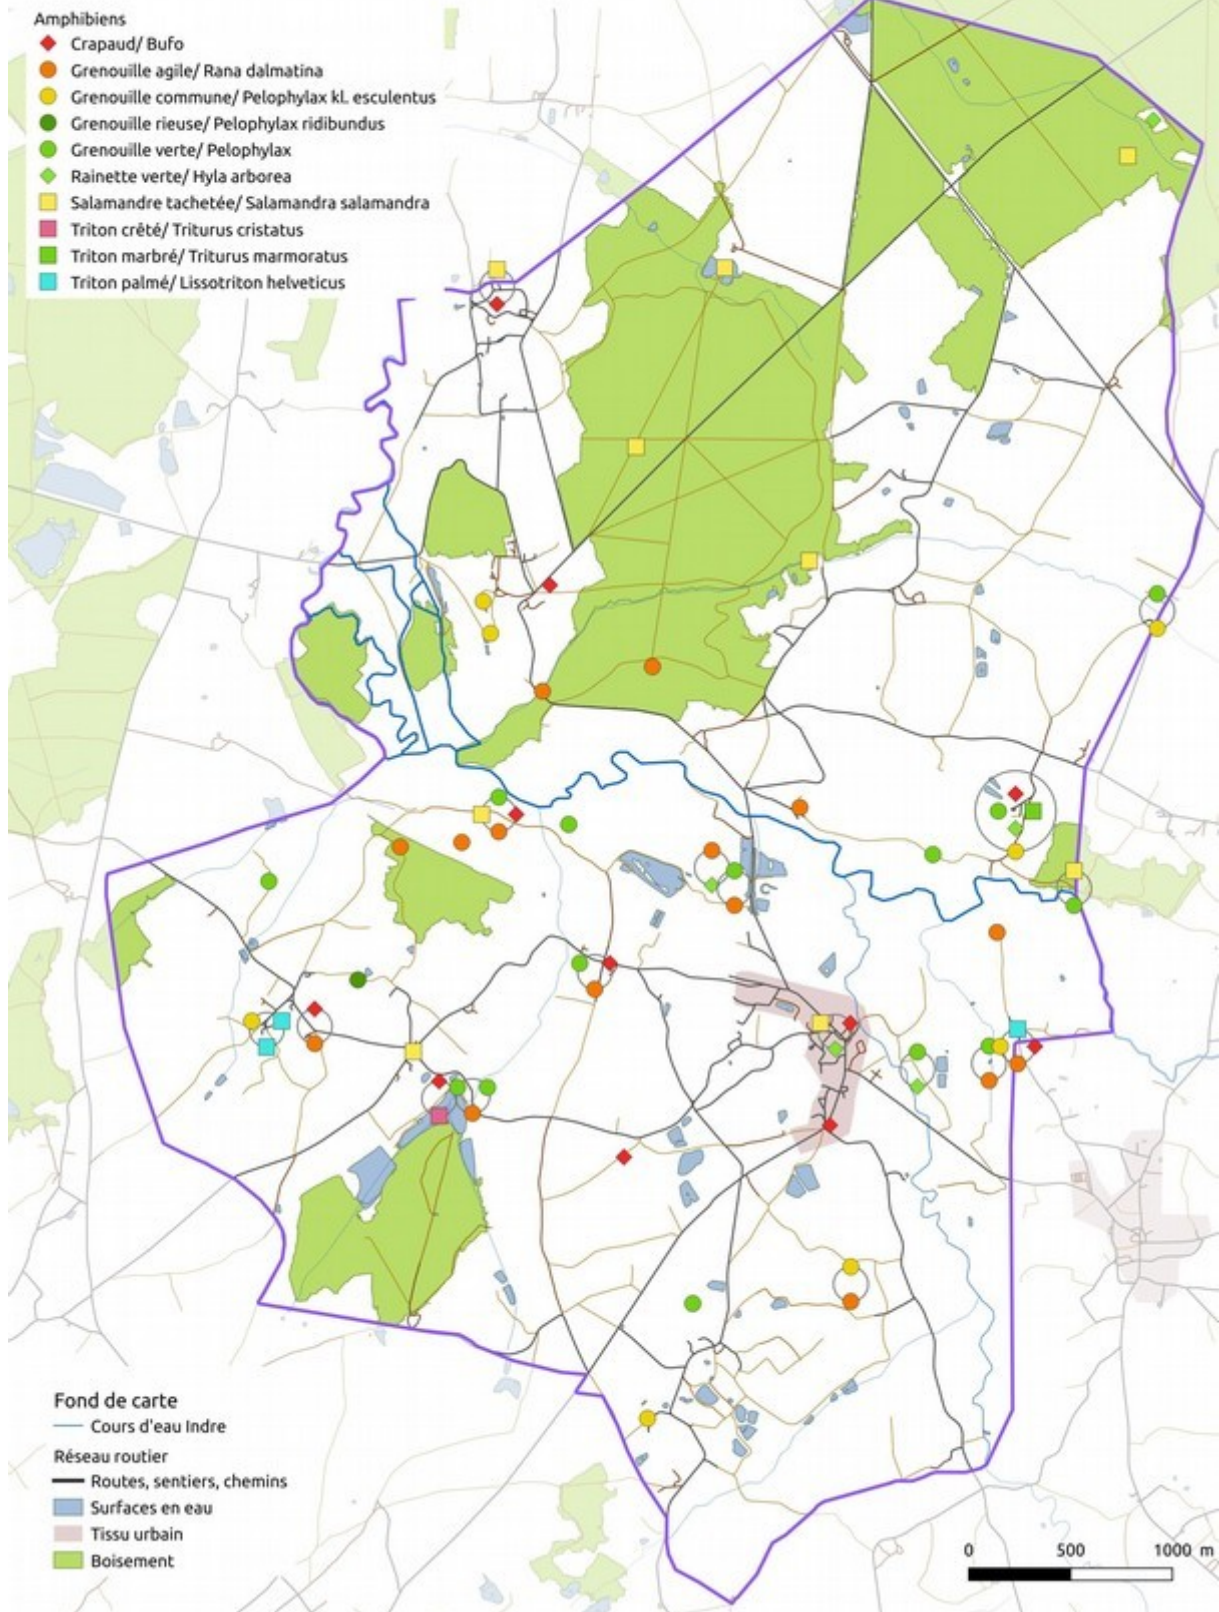 Amphibiens
Crapaud/ Bufo
Grenouille agile/ Rana dalmatina
Grenouille commune/ Pelophylax kl. esculentus
Grenouille rieuse/ Pelophylax ridibundus
Grenouille verte/ Pelophylax
Rainette verte/ Hyla arborea
Salamandre tachetée/ Salamandra salamandra
Triton crêté/ Triturus cristatus
Triton marbré/ Triturus marmoratus
Triton palmé/ Lissotriton helveticus
Fond de carte
Cours d'eau Indre
Réseau routier
Routes, sentiers, chemins
Surfaces en eau
Tissu urbain
Boisement
0 500 1000 m